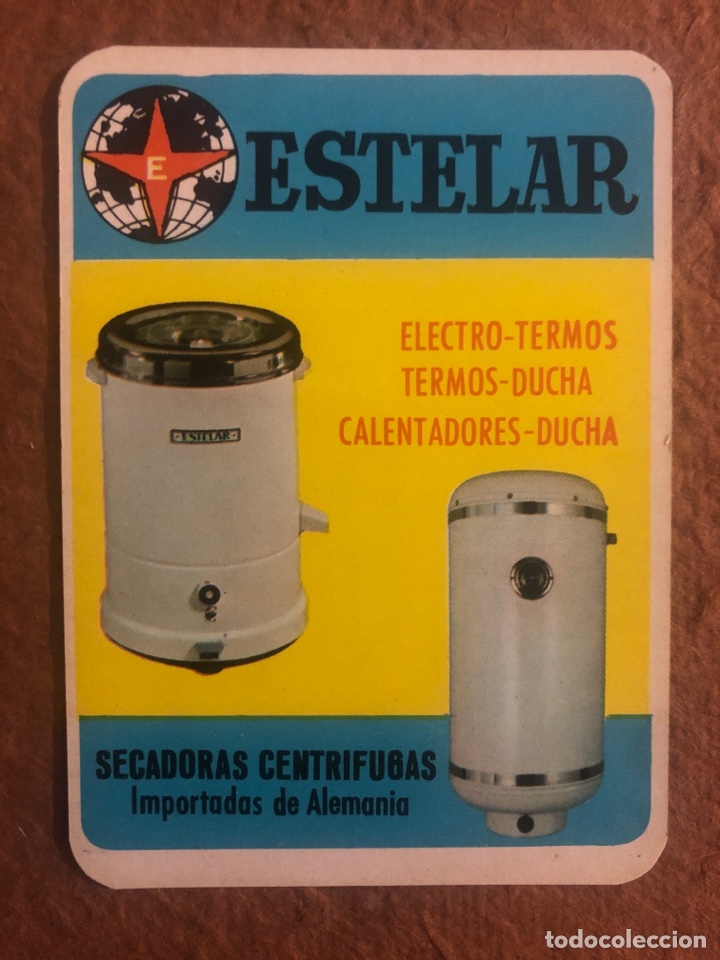 E
ESTELAR
ELECTRO-TERMOS
TERMOS-DUCHA
CALENTADORES-DUCHA
ESTELAR
SECADORAS CENTRIFUGAS
Importadas de Alemania
todocoleccion